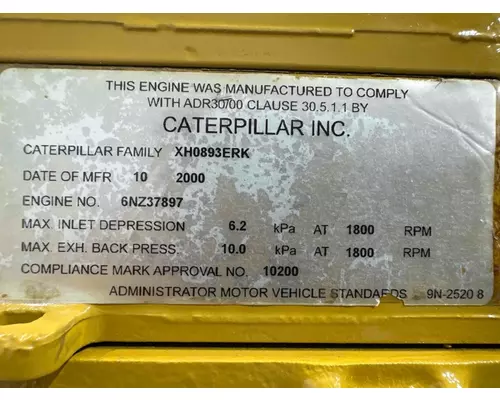 THIS ENGINE WAS MANUFACTURED TO COMPLY
WITH ADR30/00 CLAUSE 30.5.1.1 BY
CATERPILLAR INC.
CATERPILLAR FAMILY XH0893ERK
DATE OF MFR 10 2000
ENGINE NO. 6NZ37897
MAX. INLET DEPRESSION 6.2 kPa AT 1800 RPM
MAX. EXH. BACK PRESS. 10.0 kPa AT 1800 RPM
COMPLIANCE MARK APPROVAL NO. 10200
ADMINISTRATOR MOTOR VEHICLE STANDARDS 9N-2520 8